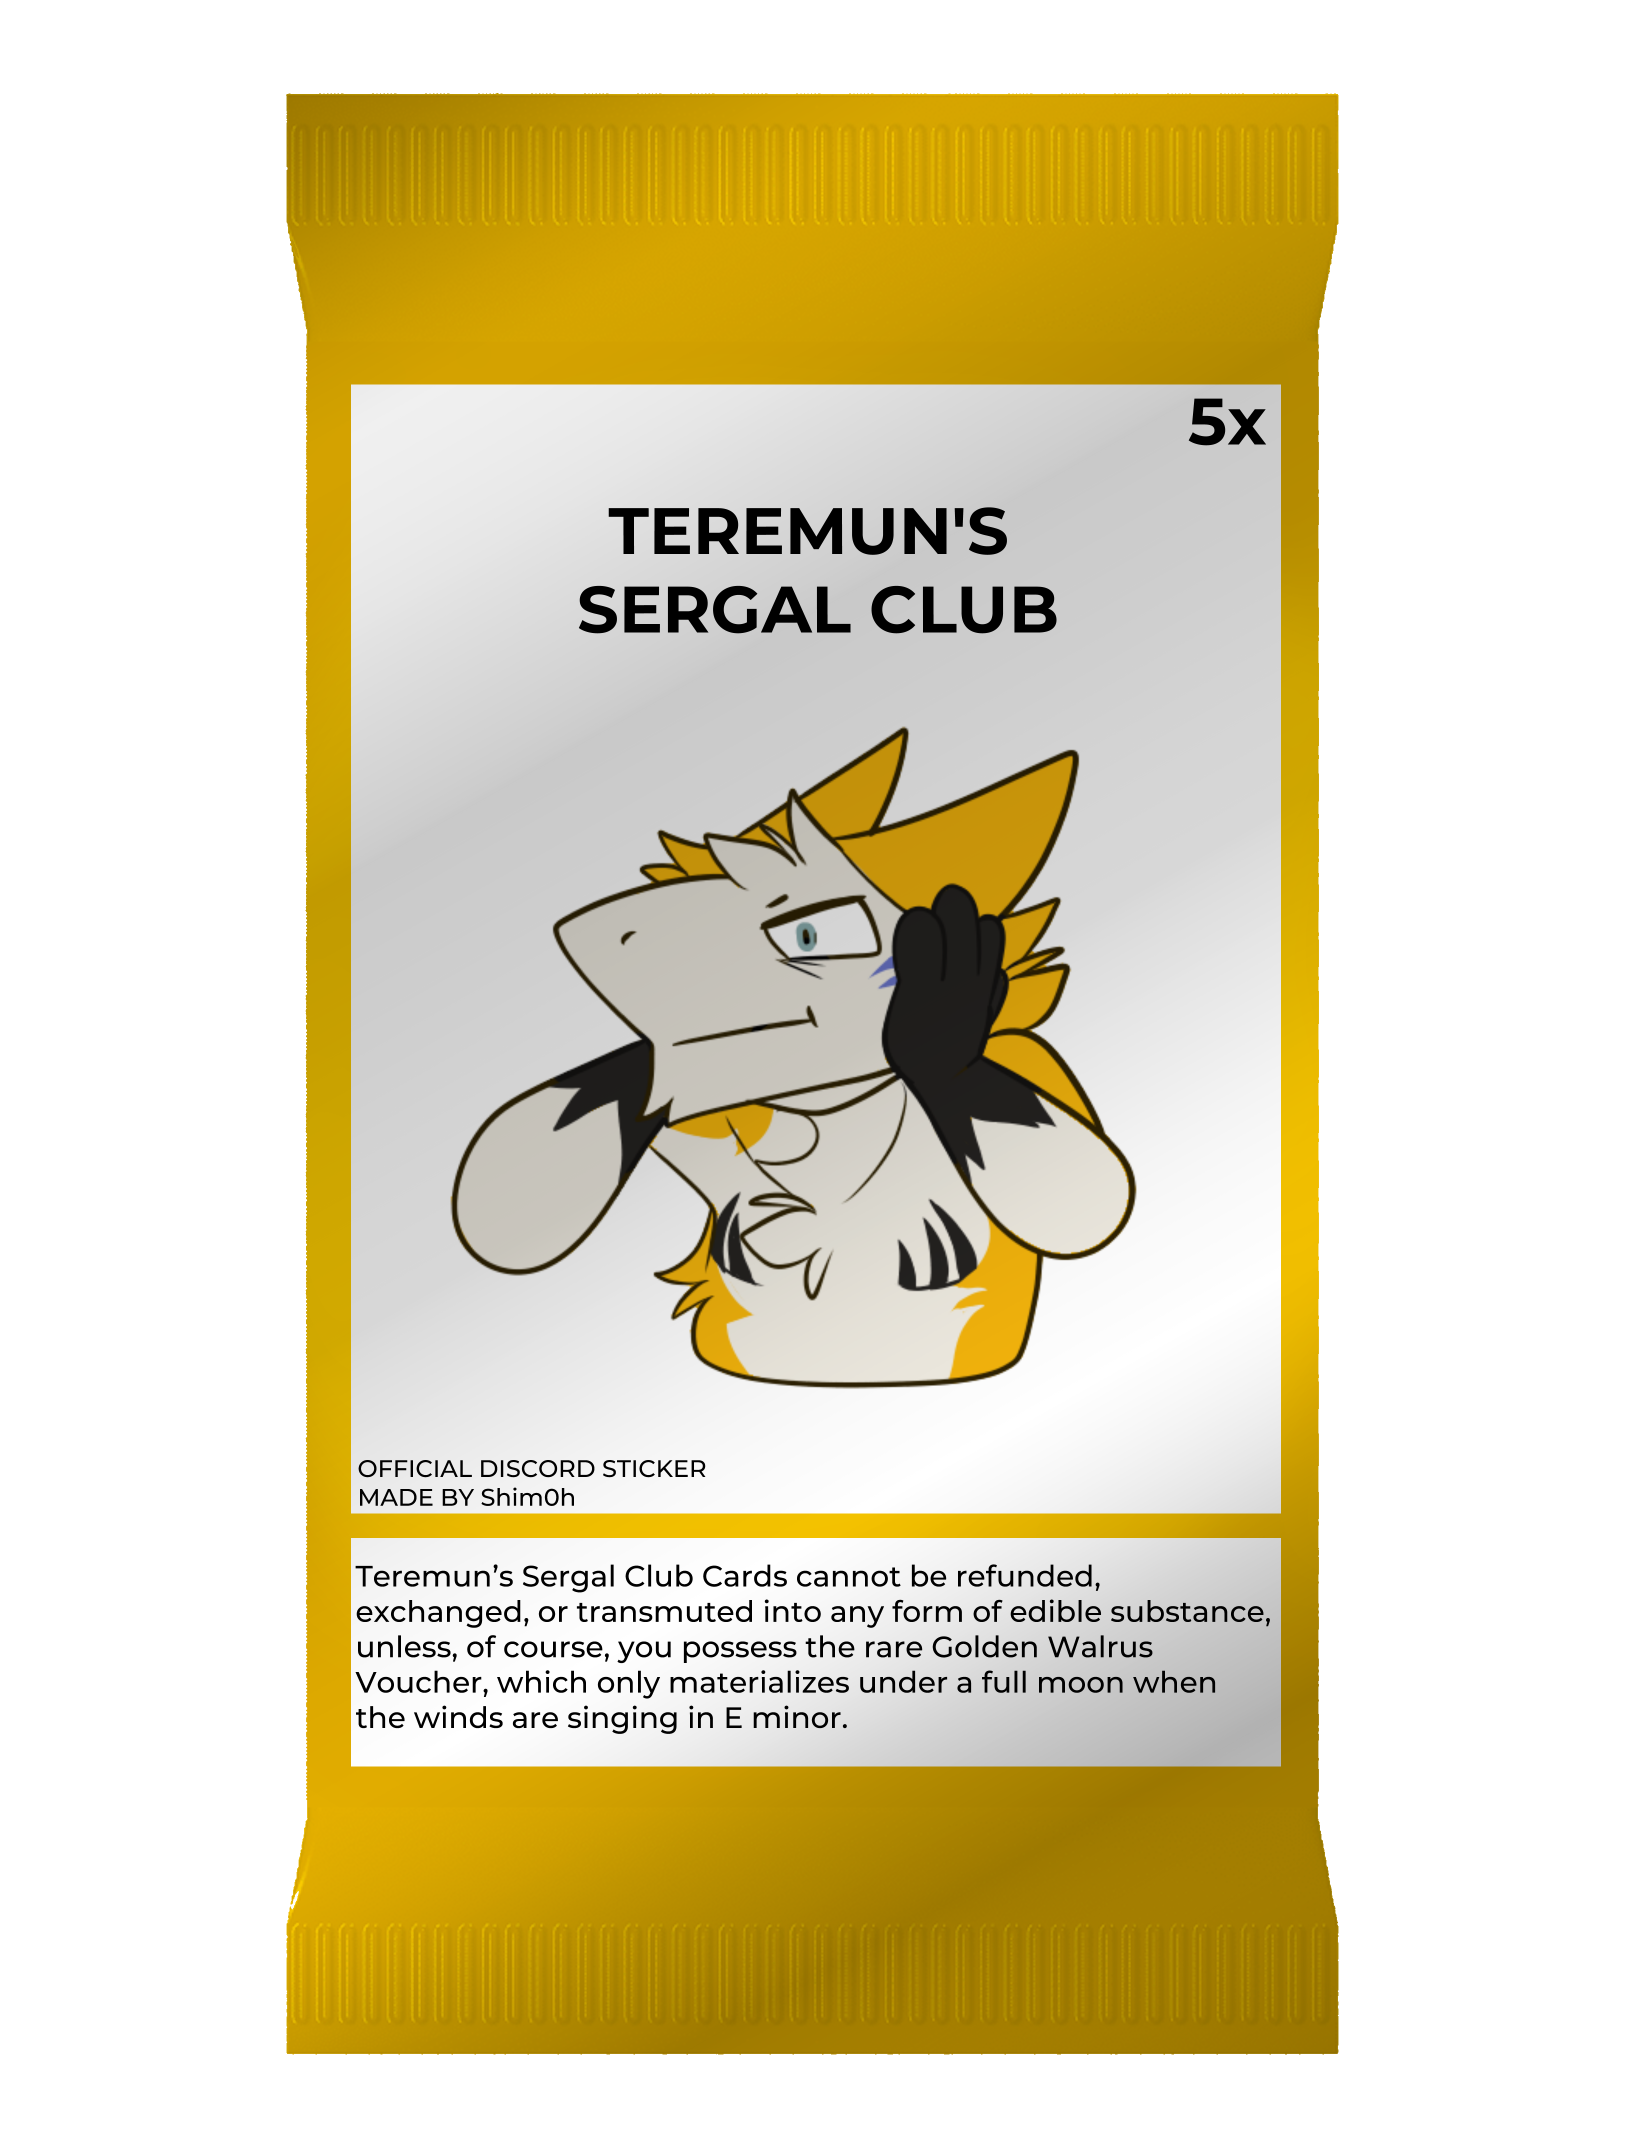 5x
TEREMUN'S
SERGAL CLUB
OFFICIAL DISCORD STICKER
MADE BY Shim0h
Teremun’s Sergal Club Cards cannot be refunded,
exchanged, or transmuted into any form of edible substance,
unless, of course, you possess the rare Golden Walrus
Voucher, which only materializes under a full moon when
the winds are singing in E minor.